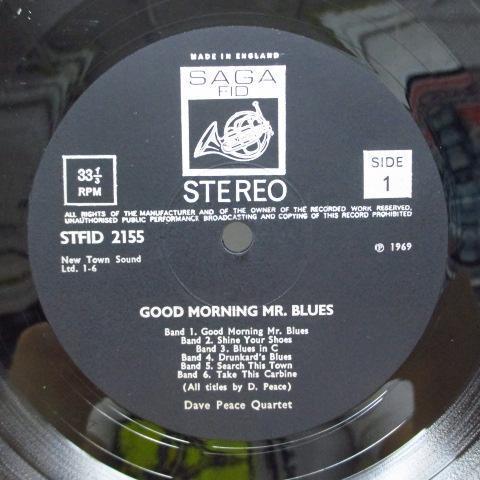 MADE IN ENGLAND
SAGA
FID
33⅓
RPM
SIDE
1
STEREO
ALL RIGHTS OF THE MANUFACTURER AND OF THE OWNER OF THE RECORDED WORK RESERVED.
UNAUTHORISED PUBLIC PERFORMANCE BROADCASTING AND COPYING OF THIS RECORD PROHIBITED
STFID 2155
New Town Sound
Ltd. 1-6
℗ 1969
GOOD MORNING MR. BLUES
Band 1. Good Morning Mr. Blues
Band 2. Shine Your Shoes
Band 3. Blues in C
Band 4. Drunkard's Blues
Band 5. Search This Town
Band 6. Take This Carbine
(All titles by D. Peace)
Dave Peace Quartet